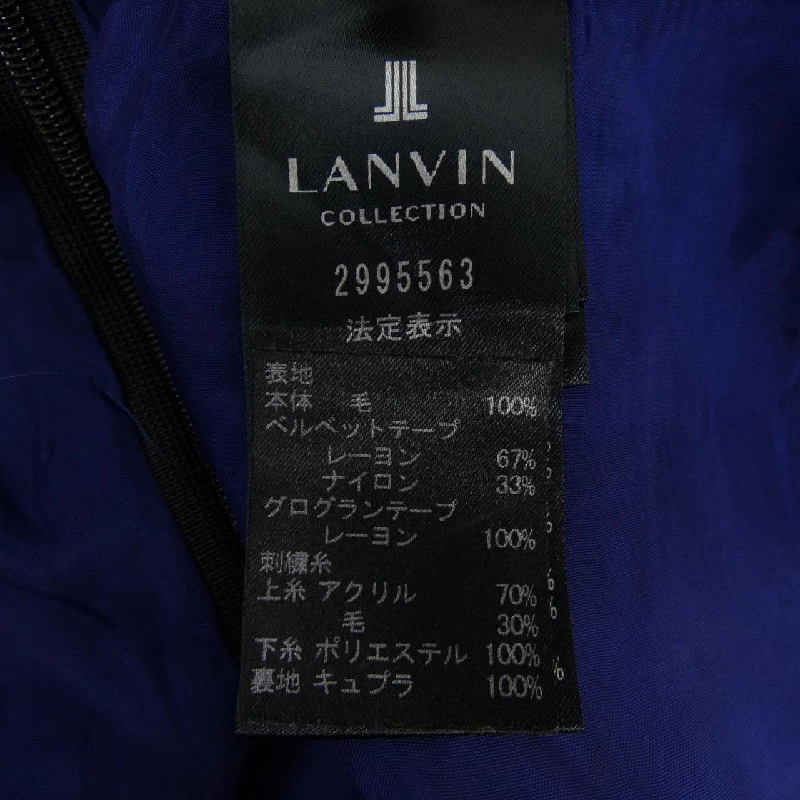 LANVIN
COLLECTION
2995563
法定表示
表地
本体 毛 100%
ベルベットテープ
レーヨン 67%
ナイロン 33%
グログランテープ
レーヨン 100%
刺繍糸
上糸 アクリル 70%
毛 30%
下糸 ポリエステル 100%
裏地 キュプラ 100%